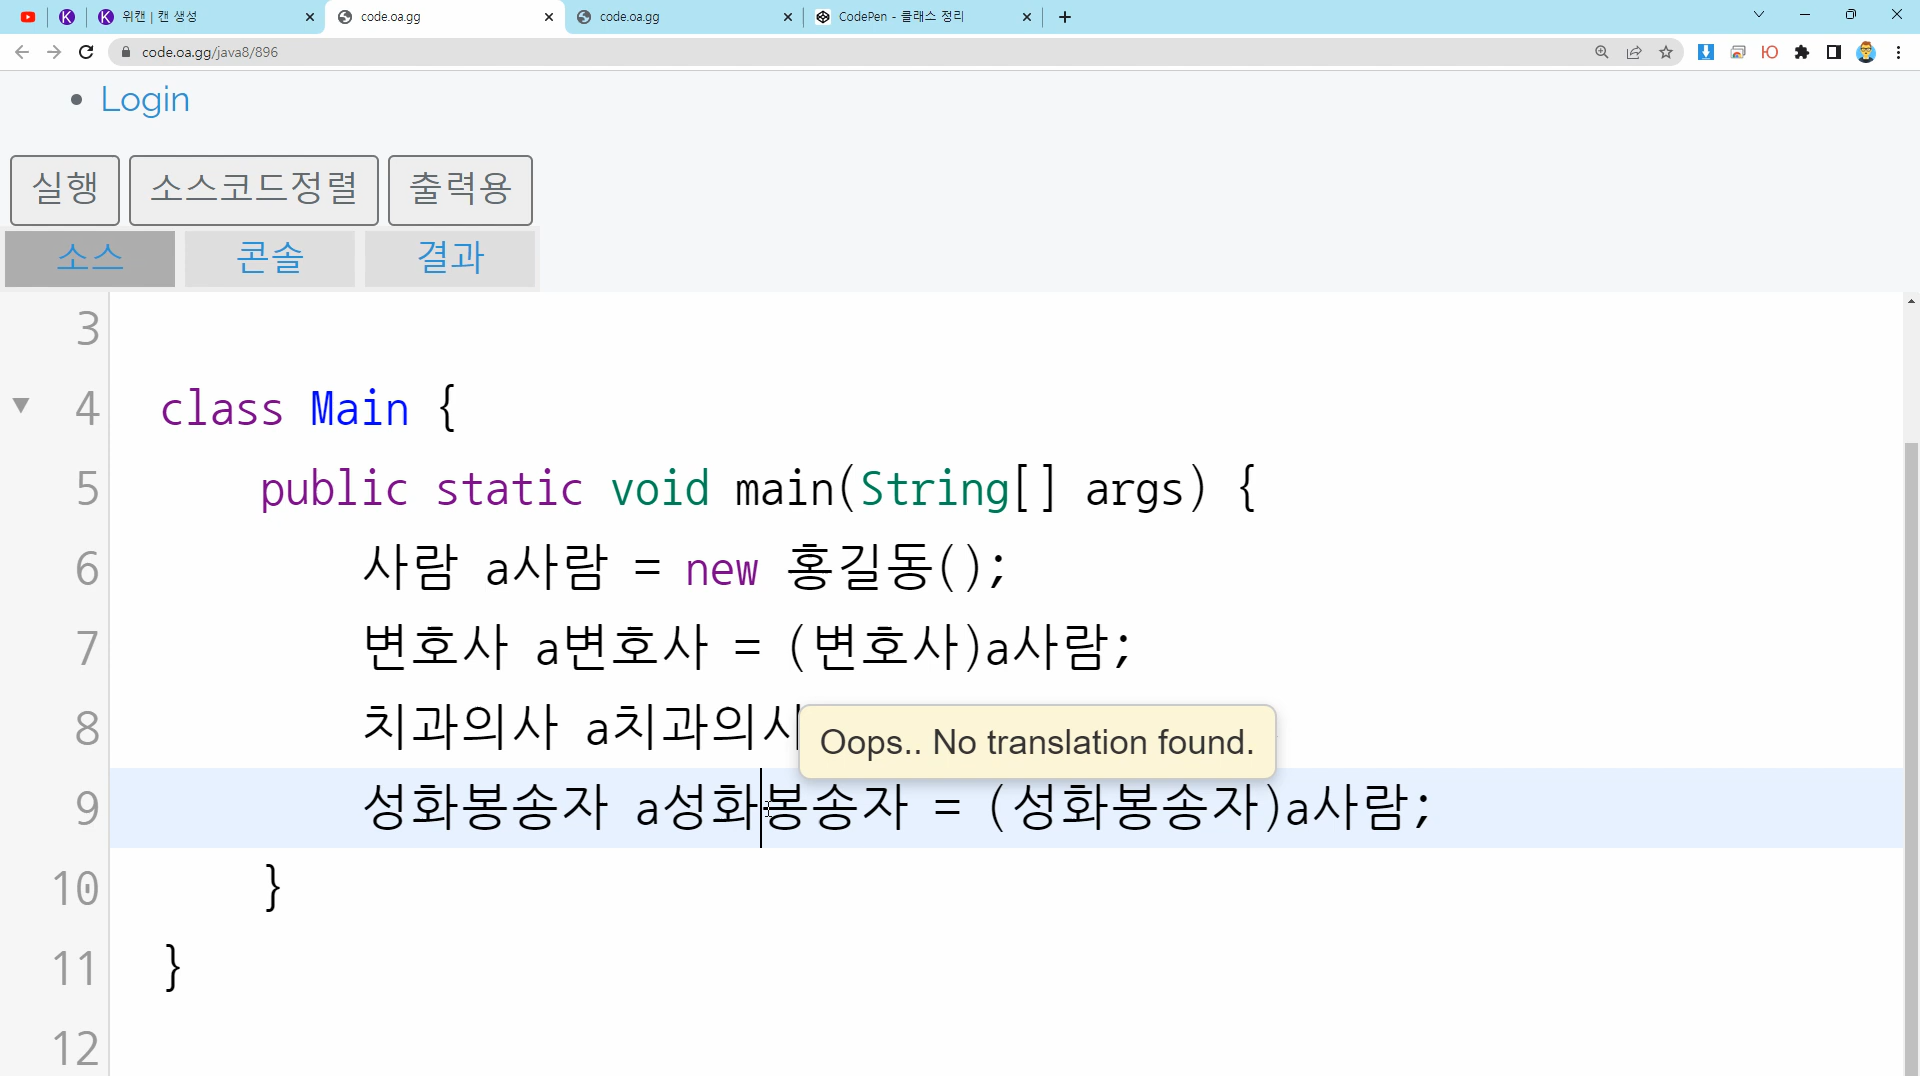 위캔 | 캔 생성
code.oa.gg
code.oa.gg
CodePen - 클래스 정리
code.oa.gg/java8/896
Login
실행 소스코드정렬 출력용
소스 콘솔 결과
3
4 class Main {
5 public static void main(String[] args) {
6 사람 a사람 = new 홍길동();
7 변호사 a변호사 = (변호사)a사람;
8 치과의사 a치과의사
Oops.. No translation found.
9 성화봉송자 a성화봉송자 = (성화봉송자)a사람;
10 }
11 }
12